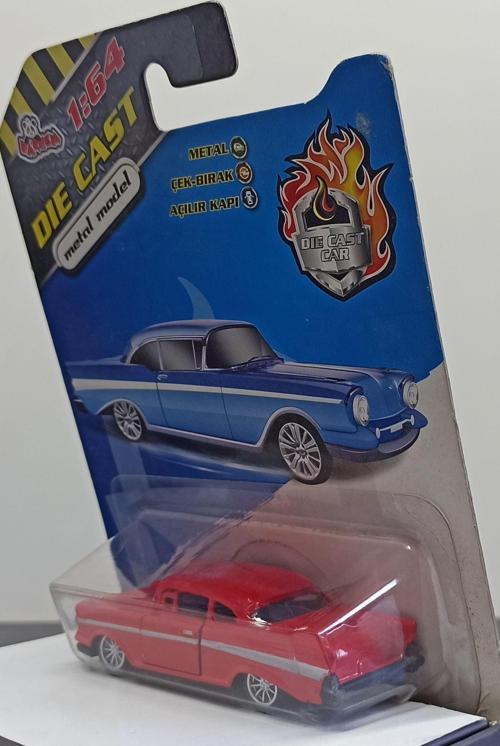 1:64
DIE CAST
metal model
METAL
ÇEK-BIRAK
AÇILIR KAPI
DIE CAST
CAR